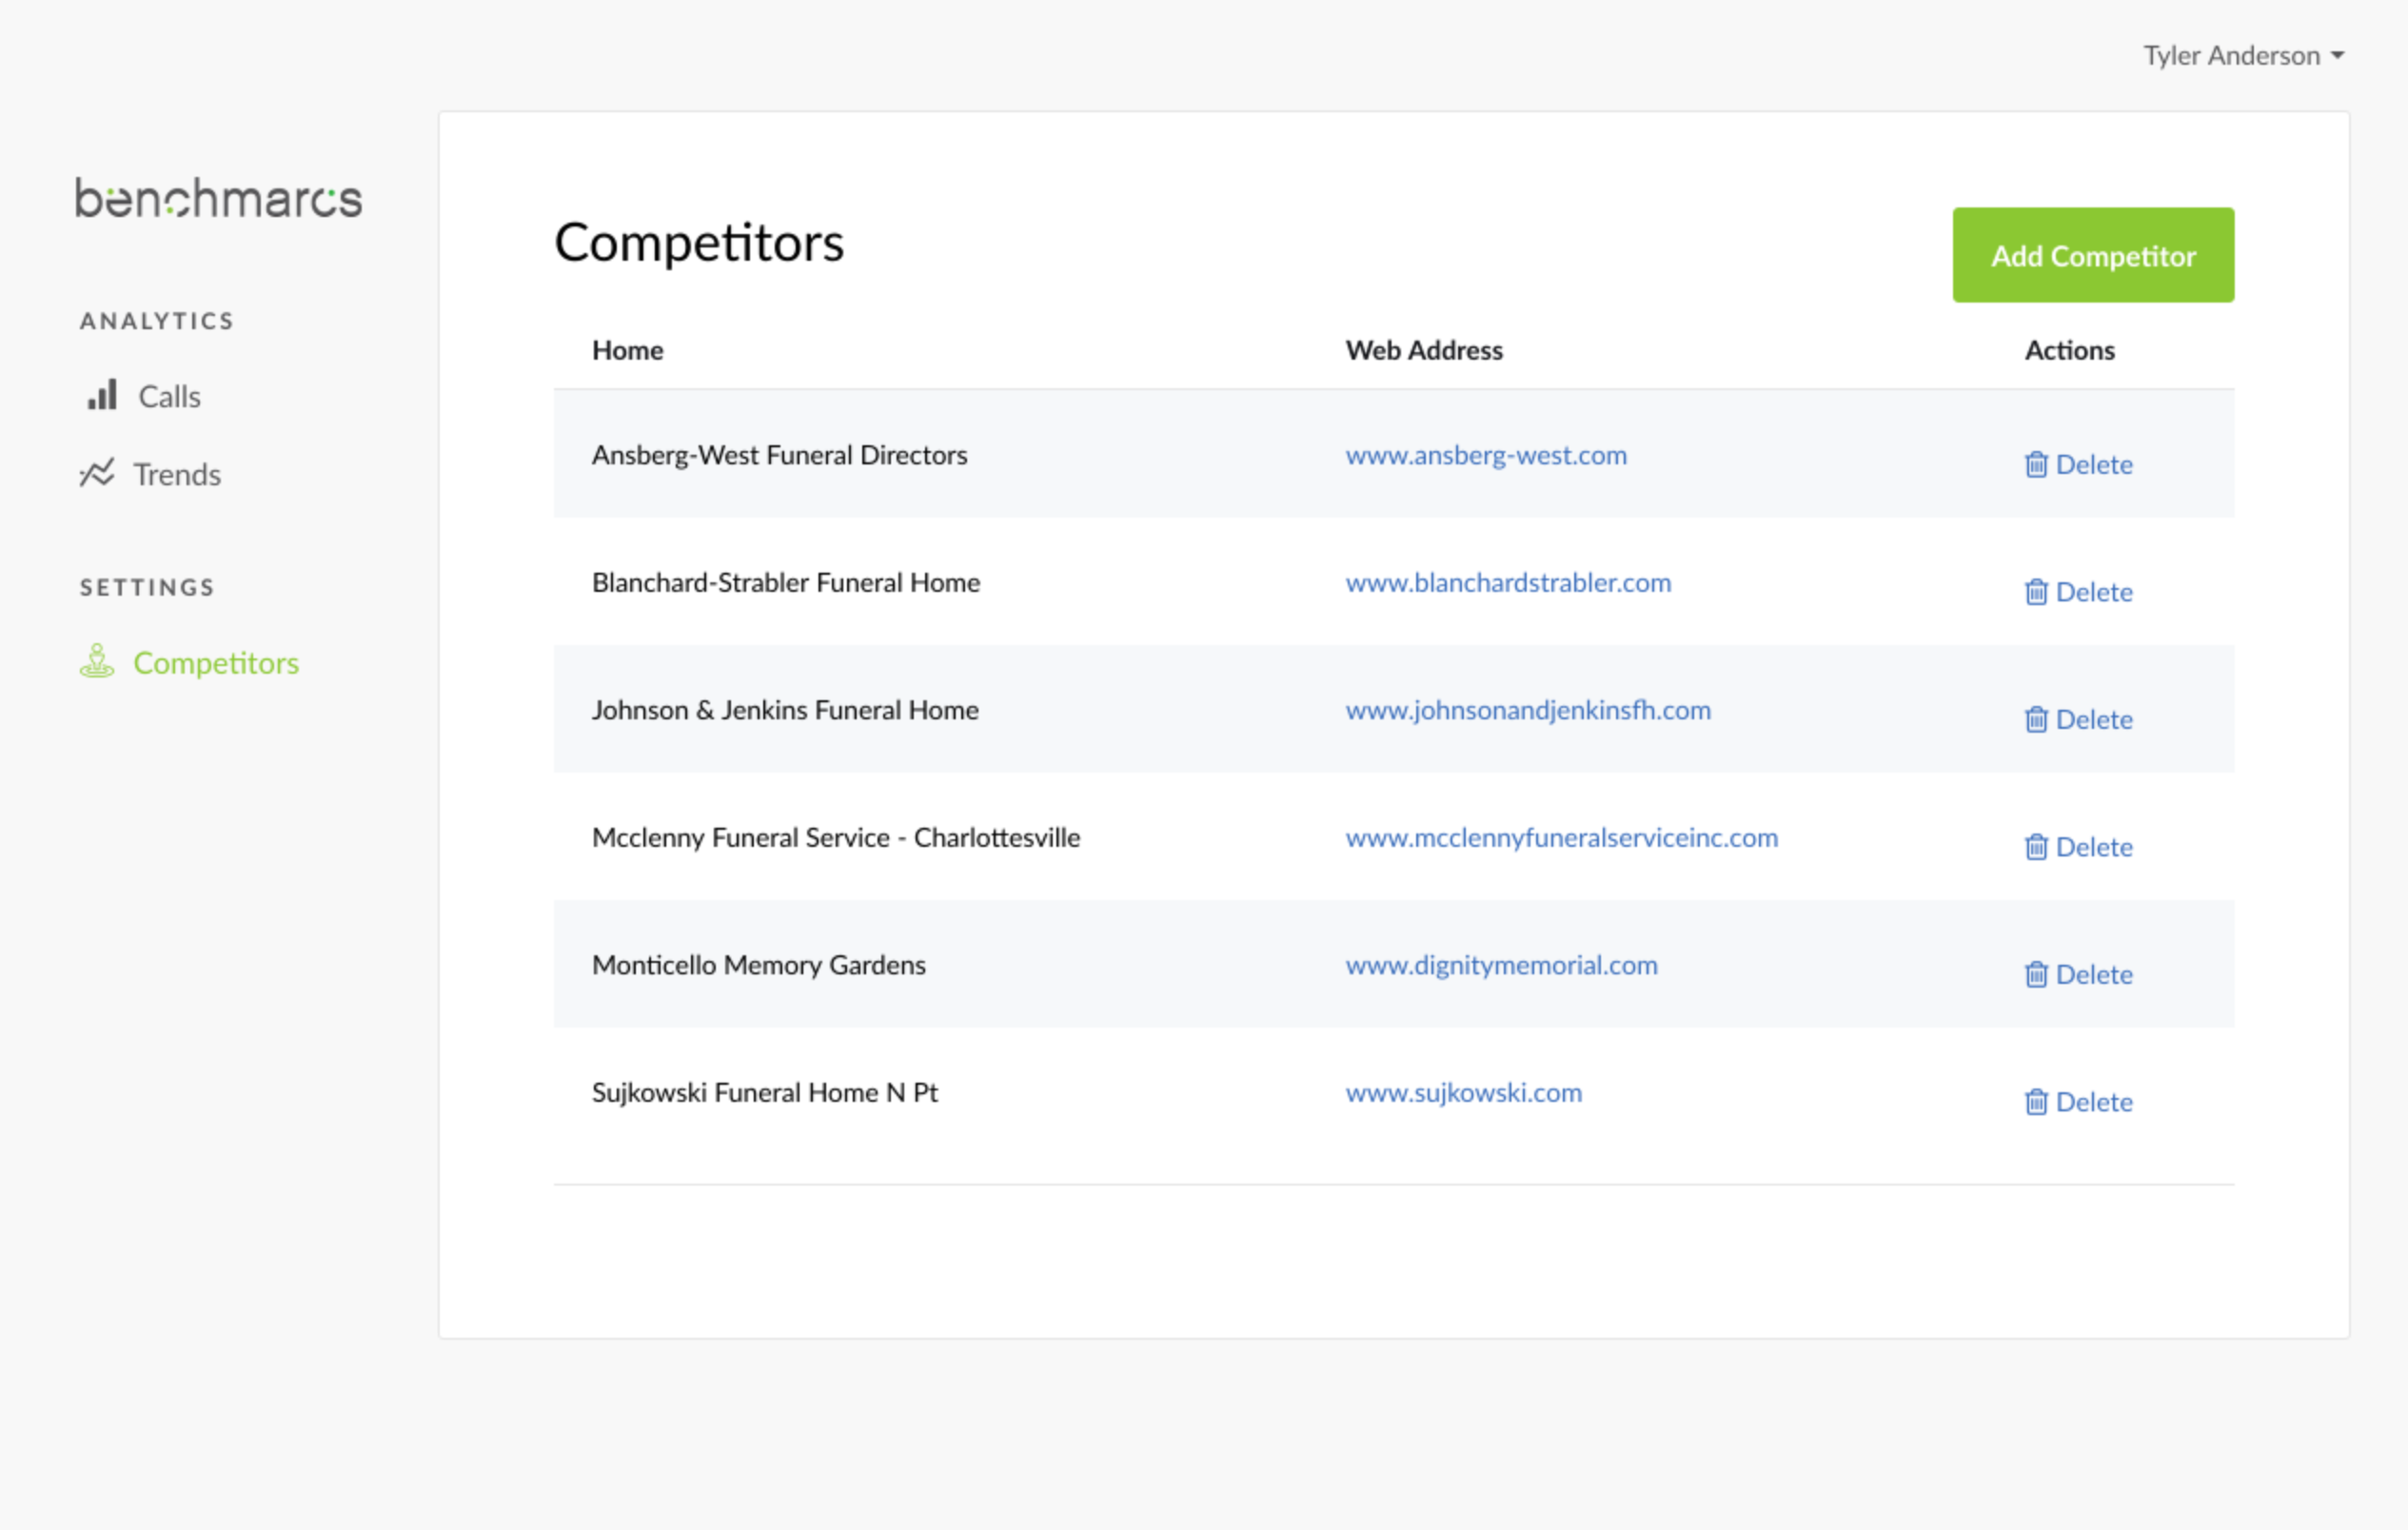 Tyler Anderson
benchmarcs
ANALYTICS
Calls
Trends
SETTINGS
Competitors
Competitors
Add Competitor
Home Web Address Actions
Ansberg-West Funeral Directors www.ansberg-west.com Delete
Blanchard-Strabler Funeral Home www.blanchardstrabler.com Delete
Johnson & Jenkins Funeral Home www.johnsonandjenkinsfh.com Delete
Mcclenny Funeral Service - Charlottesville www.mcclennyfuneralserviceinc.com Delete
Monticello Memory Gardens www.dignitymemorial.com Delete
Sujkowski Funeral Home N Pt www.sujkowski.com Delete